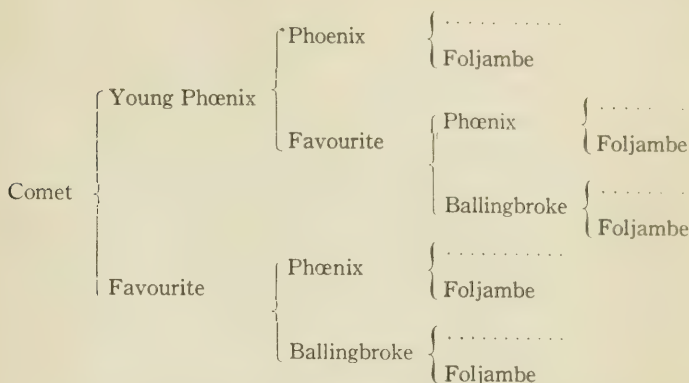 Phoenix { ..... .....
Foljambe
Young Phœnix
Phœnix { ..... .
Favourite
Foljambe
Comet
Ballingbroke { ........
Foljambe
Phœnix { ...........
Favourite
Foljambe
Ballingbroke { ...........
Foljambe